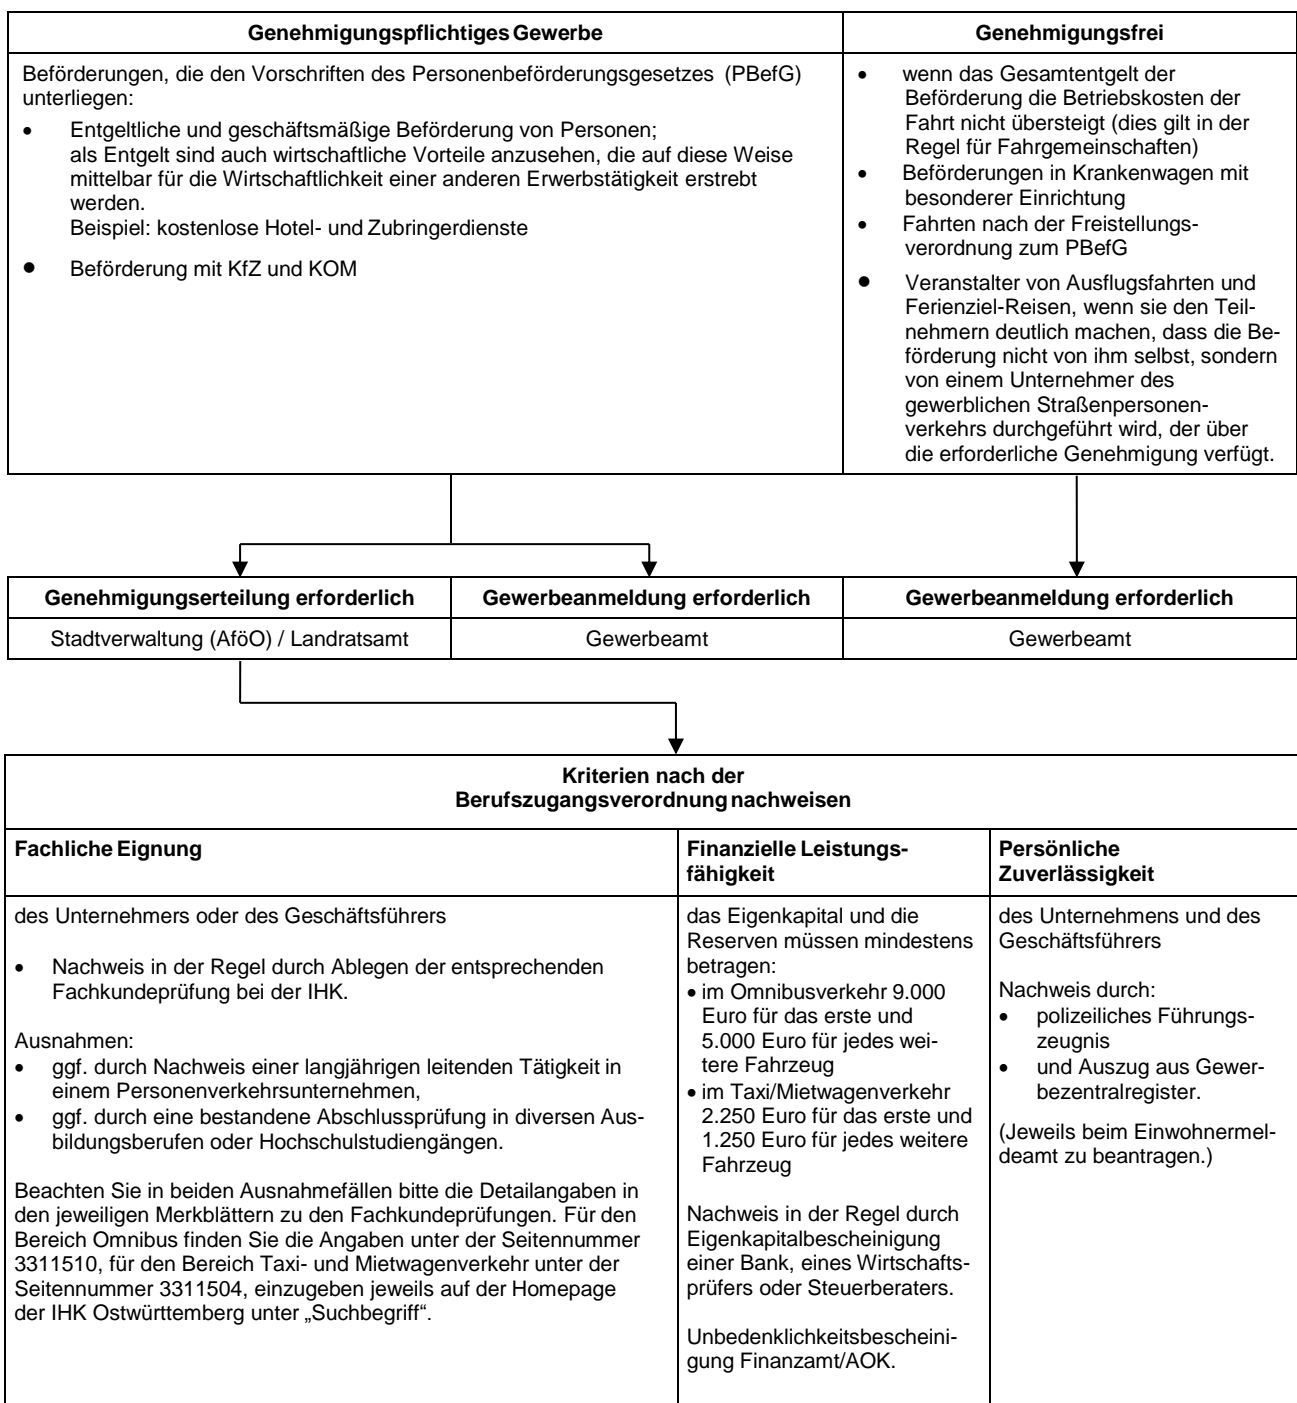 Genehmigungspflichtiges Gewerbe
Beförderungen, die den Vorschriften des Personenbeförderungsgesetzes (PBefG)
unterliegen:
• Entgeltliche und geschäftsmäßige Beförderung von Personen;
als Entgelt sind auch wirtschaftliche Vorteile anzusehen, die auf diese Weise
mittelbar für die Wirtschaftlichkeit einer anderen Erwerbstätigkeit erstrebt
werden.
Beispiel: kostenlose Hotel- und Zubringerdienste
• Beförderung mit KfZ und KOM
Genehmigungsfrei
• wenn das Gesamtentgelt der
Beförderung die Betriebskosten der
Fahrt nicht übersteigt (dies gilt in der
Regel für Fahrgemeinschaften)
• Beförderungen in Krankenwagen mit
besonderer Einrichtung
• Fahrten nach der Freistellungs-
verordnung zum PBefG
• Veranstalter von Ausflugsfahrten und
Ferienziel-Reisen, wenn sie den Teil-
nehmern deutlich machen, dass die Be-
förderung nicht von ihm selbst, sondern
von einem Unternehmer des
gewerblichen Straßenpersonen-
verkehrs durchgeführt wird, der über
die erforderliche Genehmigung verfügt.
Genehmigungserteilung erforderlich
Stadtverwaltung (AföO) / Landratsamt
Gewerbeanmeldung erforderlich
Gewerbeamt
Gewerbeanmeldung erforderlich
Gewerbeamt
Kriterien nach der
Berufszugangsverordnung nachweisen
Fachliche Eignung
des Unternehmers oder des Geschäftsführers
• Nachweis in der Regel durch Ablegen der entsprechenden
Fachkundeprüfung bei der IHK.
Ausnahmen:
• ggf. durch Nachweis einer langjährigen leitenden Tätigkeit in
einem Personenverkehrsunternehmen,
• ggf. durch eine bestandene Abschlussprüfung in diversen Aus-
bildungsberufen oder Hochschulstudiengängen.
Beachten Sie in beiden Ausnahmefällen bitte die Detailangaben in
den jeweiligen Merkblättern zu den Fachkundeprüfungen. Für den
Bereich Omnibus finden Sie die Angaben unter der Seitennummer
3311510, für den Bereich Taxi- und Mietwagenverkehr unter der
Seitennummer 3311504, einzugeben jeweils auf der Homepage
der IHK Ostwürttemberg unter „Suchbegriff“.
Finanzielle Leistungs-
fähigkeit
das Eigenkapital und die
Reserven müssen mindestens
betragen:
• im Omnibusverkehr 9.000
Euro für das erste und
5.000 Euro für jedes wei-
tere Fahrzeug
• im Taxi/Mietwagenverkehr
2.250 Euro für das erste und
1.250 Euro für jedes weitere
Fahrzeug
Nachweis in der Regel durch
Eigenkapitalbescheinigung
einer Bank, eines Wirtschafts-
prüfers oder Steuerberaters.
Unbedenklichkeitsbescheini-
gung Finanzamt/AOK.
Persönliche
Zuverlässigkeit
des Unternehmens und des
Geschäftsführers
Nachweis durch:
• polizeiliches Führungs-
zeugnis
• und Auszug aus Gewer-
bezentralregister.
(Jeweils beim Einwohnermel-
deamt zu beantragen.)